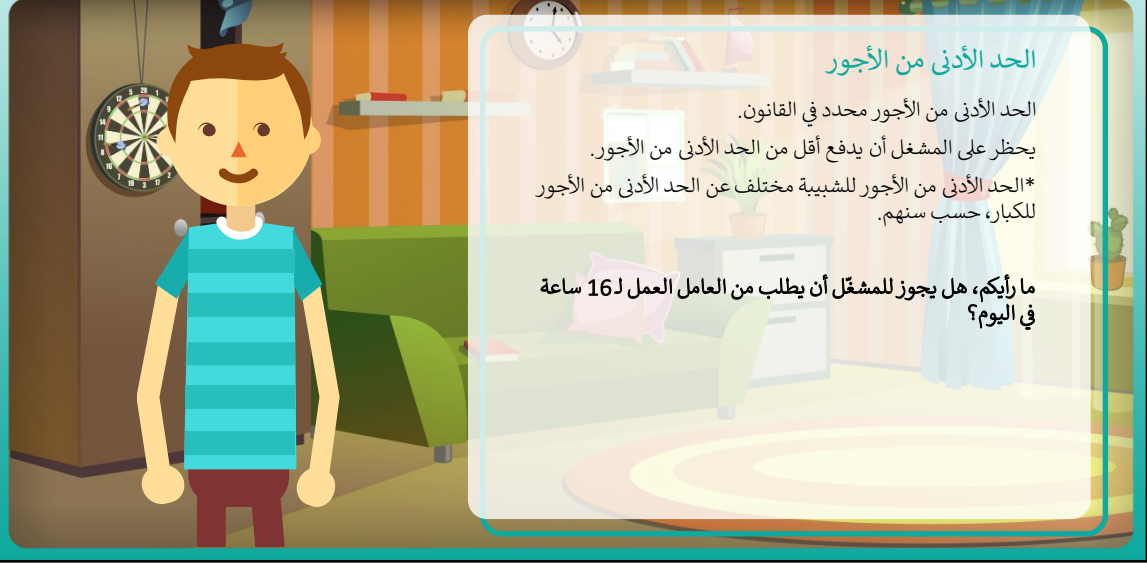 الحد الأدنى من الأجور
الحد الأدنى من الأجور محدد في القانون.
يحظر على المشغل أن يدفع أقل من الحد الأدنى من الأجور.
*الحد الأدنى من الأجور للشبيبة مختلف عن الحد الأدنى من الأجور
للكبار، حسب سنهم.
ما رأيكم، هل يجوز للمشغّل أن يطلب من العامل العمل لـ 16 ساعة
في اليوم؟